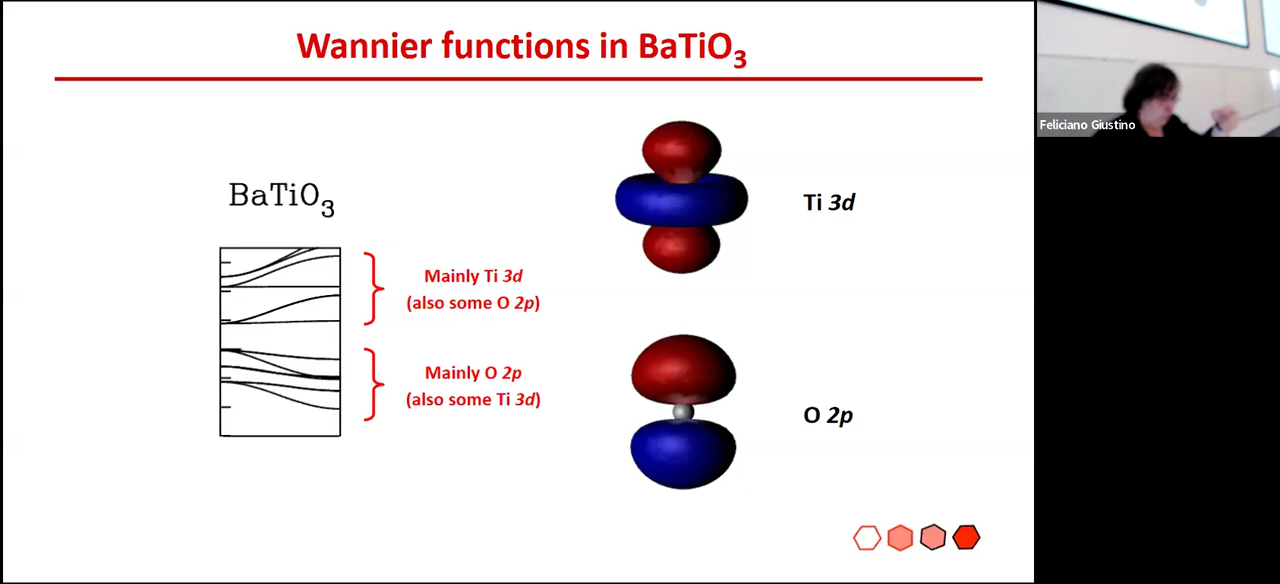 Wannier functions in BaTiO₃
Feliciano Giustino
BaTiO₃
Mainly Ti 3d
(also some O 2p)
Mainly O 2p
(also some Ti 3d)
Ti 3d
O 2p